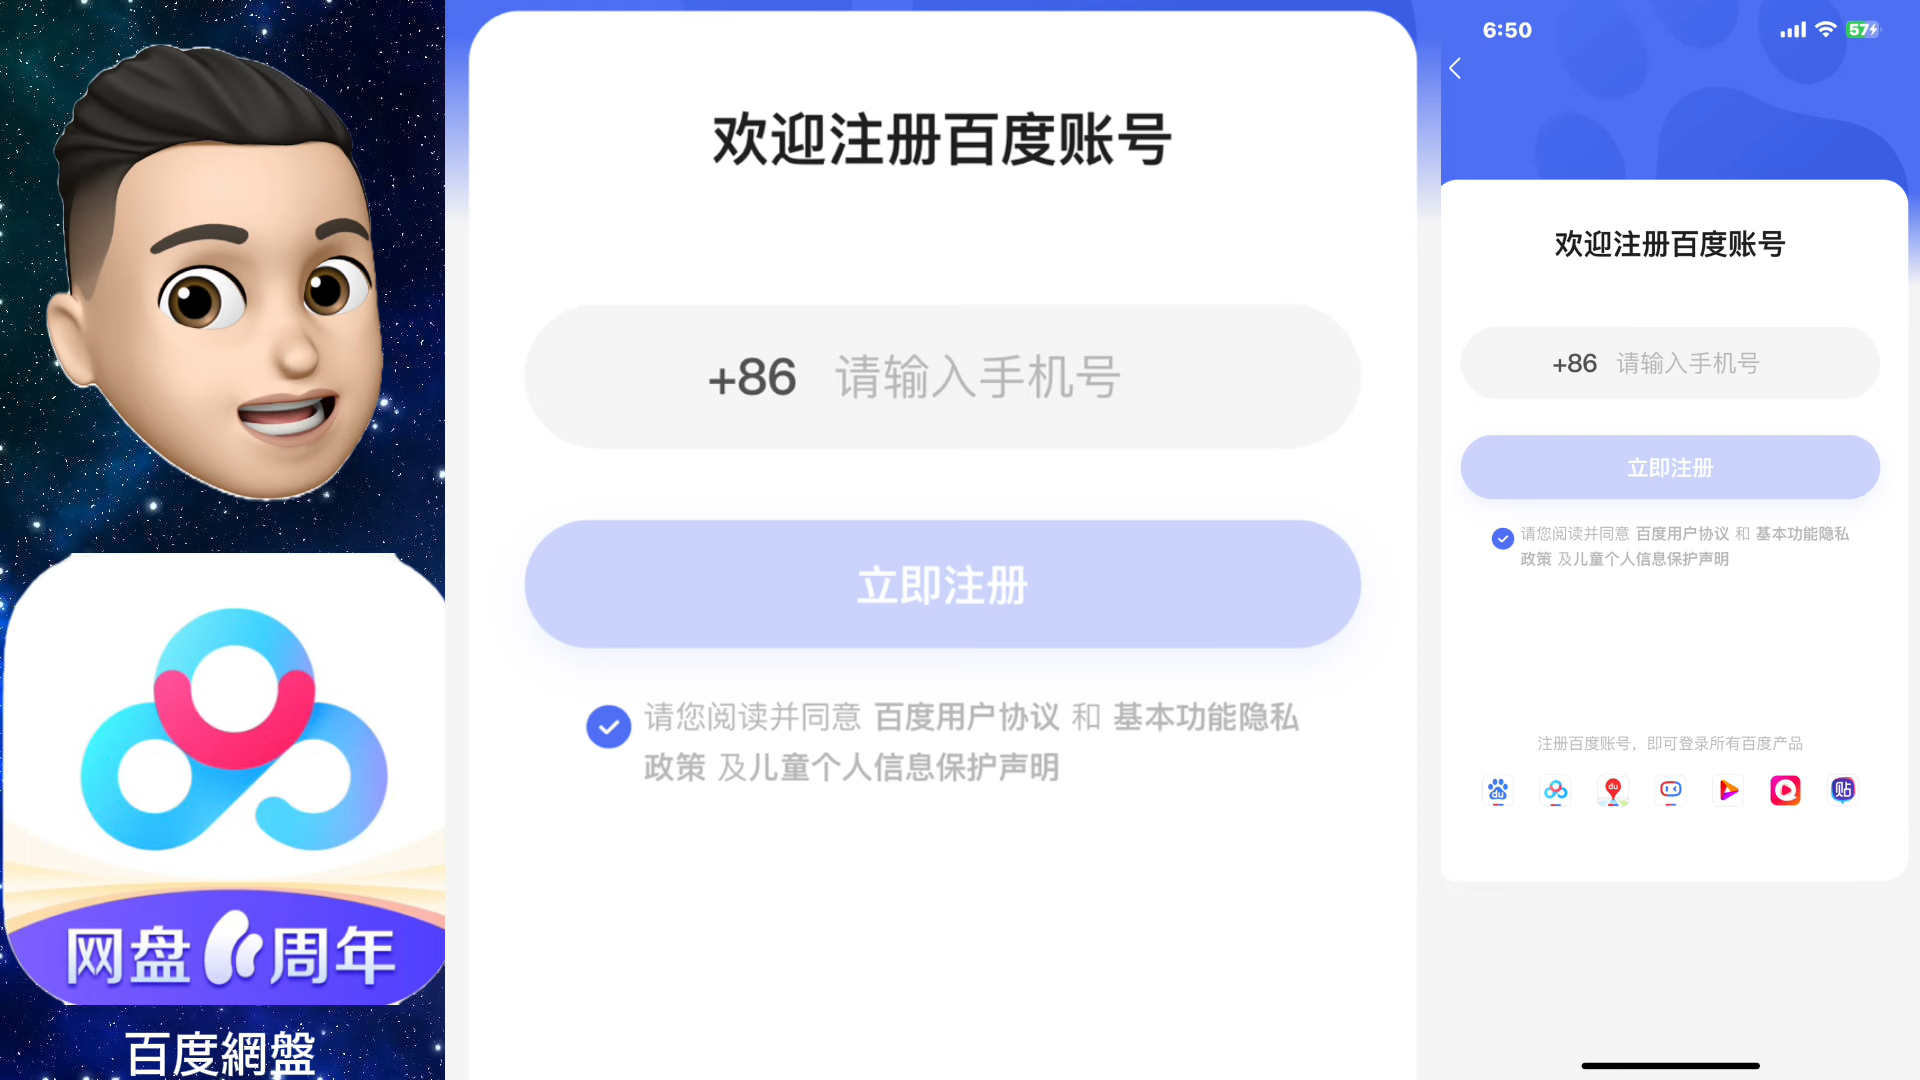 网盘 周年
百度網盤
欢迎注册百度账号
+86 请输入手机号
立即注册
请您阅读并同意 百度用户协议 和 基本功能隐私
政策 及儿童个人信息保护声明
6:50
57
欢迎注册百度账号
+86 请输入手机号
立即注册
请您阅读并同意 百度用户协议 和 基本功能隐私
政策 及儿童个人信息保护声明
注册百度账号，即可登录所有百度产品
du du 贴